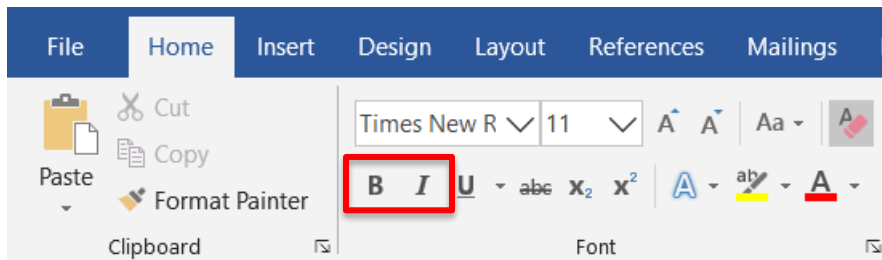 File Home Insert Design Layout References Mailings
Cut
Times New R 11 A A Aa A
Copy
Paste
B I U abc X₂ X² A ab A
Format Painter
Clipboard Font